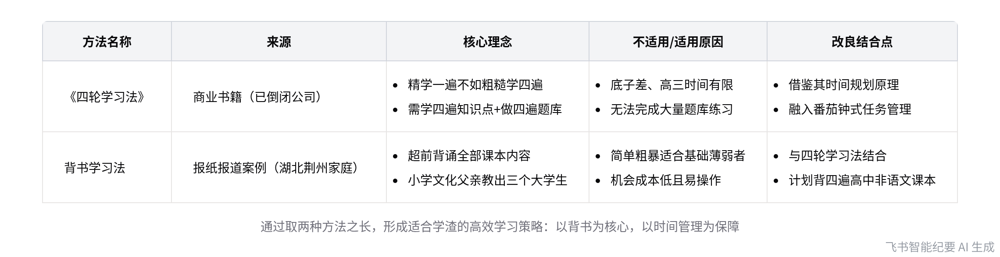 方法名称 来源 核心理念 不适用/适用原因 改良结合点
《四轮学习法》 商业书籍（已倒闭公司）
• 精学一遍不如粗糙学四遍
• 需学四遍知识点+做四遍题库
• 底子差、高三时间有限
• 无法完成大量题库练习
• 借鉴其时间规划原理
• 融入番茄钟式任务管理
背书学习法 报纸报道案例（湖北荆州家庭）
• 超前背诵全部课本内容
• 小学文化父亲教出三个大学生
• 简单粗暴适合基础薄弱者
• 机会成本低且易操作
• 与四轮学习法结合
• 计划背四遍高中非语文课本
通过取两种方法之长，形成适合学渣的高效学习策略：以背书为核心，以时间管理为保障
飞书智能纪要 AI 生成